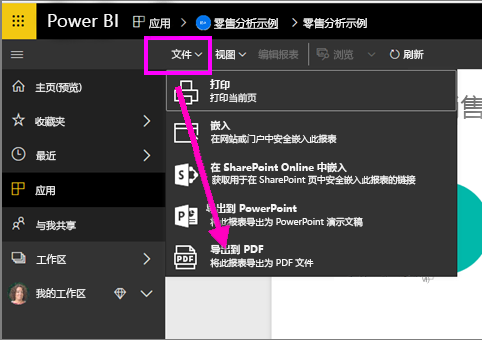 Power BI 应用 零售分析示例 零售分析示例
文件 视图 编辑报表 浏览 刷新
主页(预览)
收藏夹
最近
应用
与我共享
工作区
我的工作区
打印
打印当前页
嵌入
在网站或门户中安全嵌入此报表
在 SharePoint Online 中嵌入
获取用于在 SharePoint 页中安全嵌入此报表的链接
导出到 PowerPoint
将此报表导出为 PowerPoint 演示文稿
导出到 PDF
将此报表导出为 PDF 文件
PDF
售